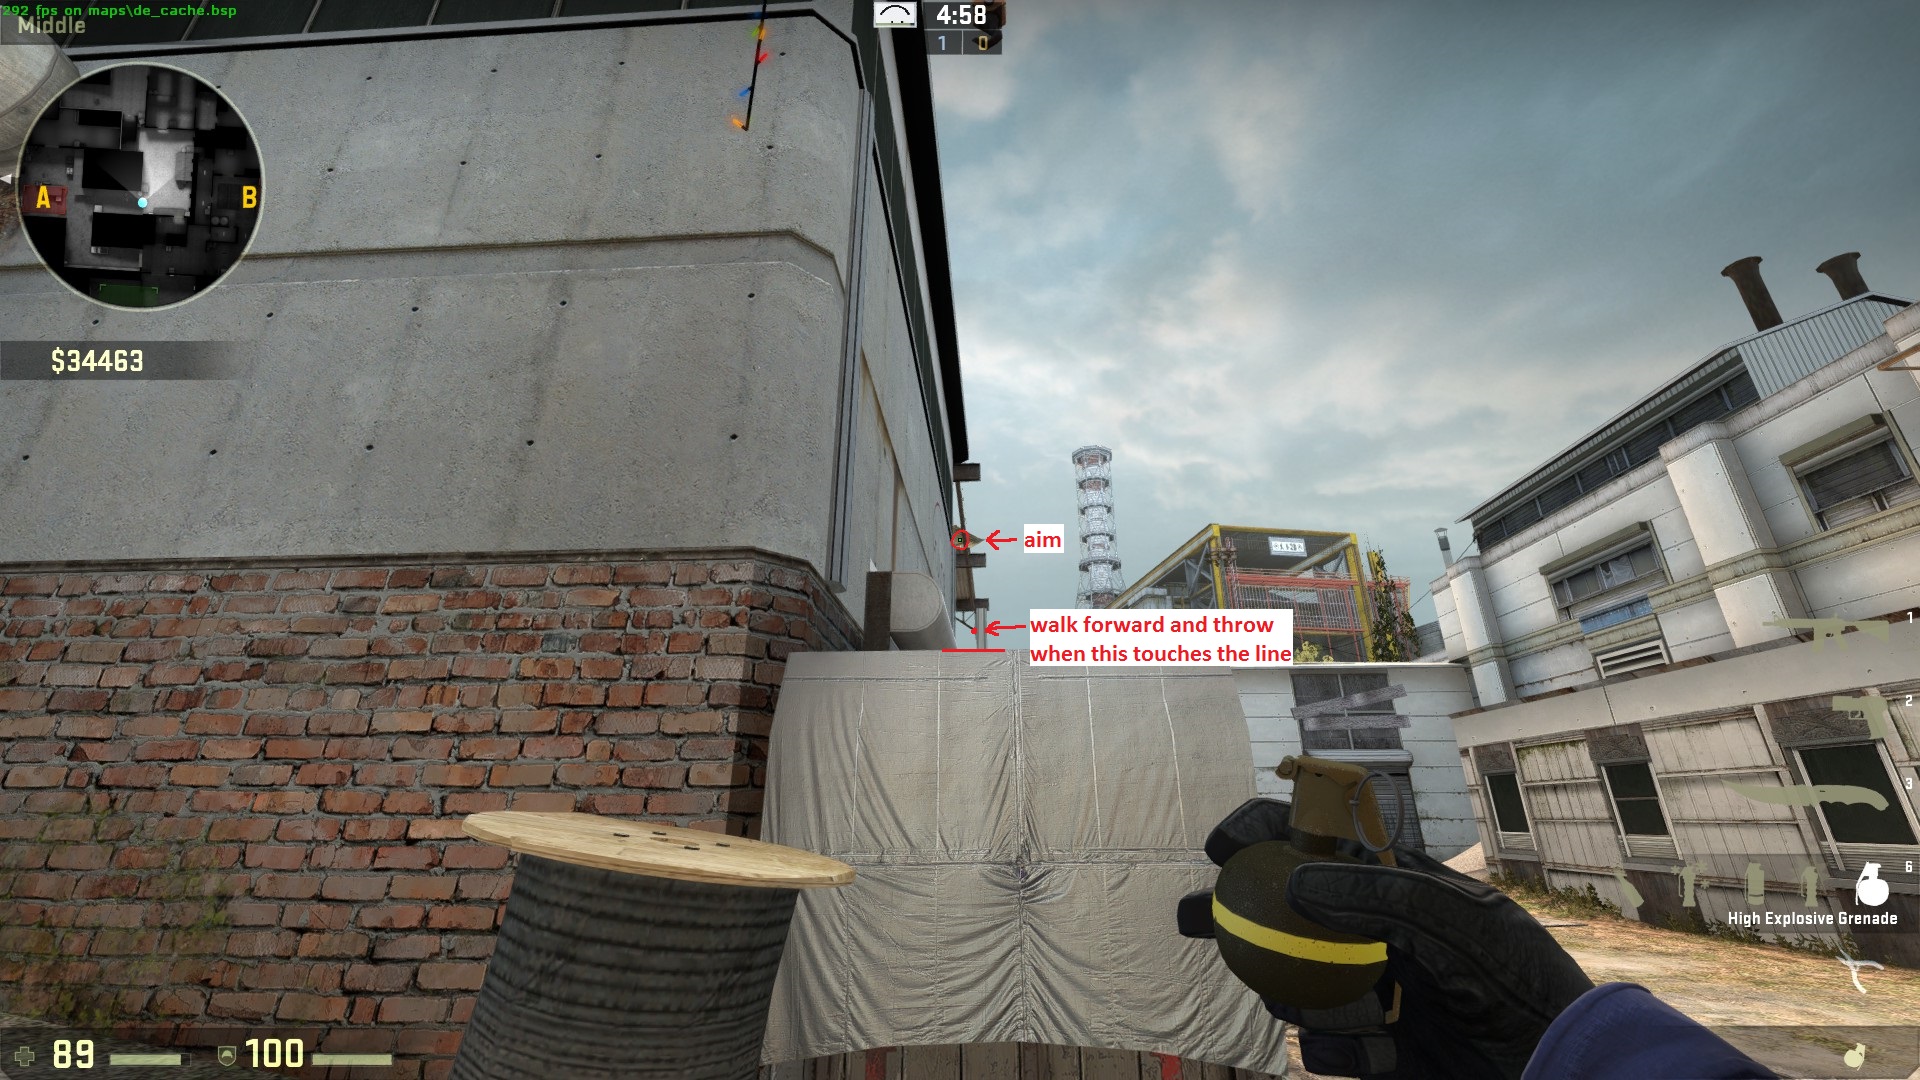 292 fps on maps\de_cache.bsp
Middle
4:58
1 0
A B
$34463
aim
walk forward and throw
when this touches the line
1
2
3
6
High Explosive Grenade
89 100